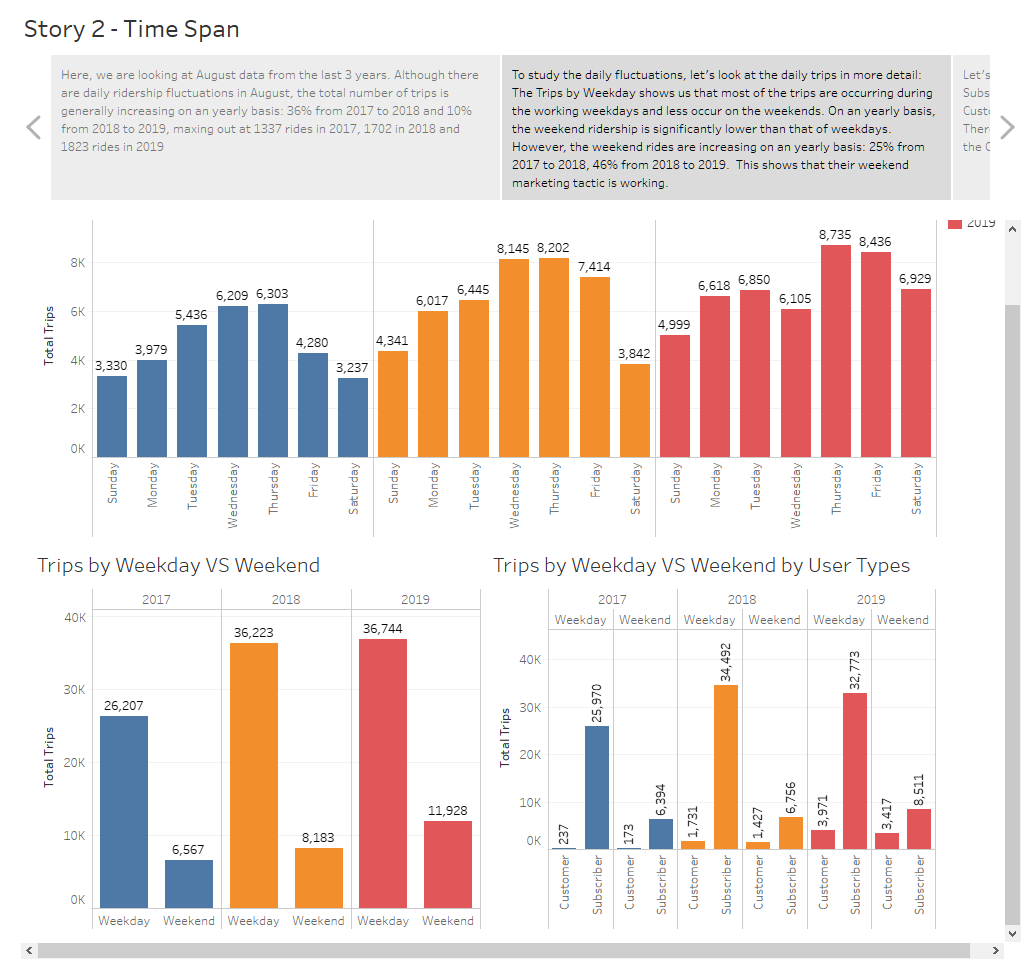 Story 2 - Time Span
Here, we are looking at August data from the last 3 years. Although there
are daily ridership fluctuations in August, the total number of trips is
generally increasing on an yearly basis: 36% from 2017 to 2018 and 10%
from 2018 to 2019, maxing out at 1337 rides in 2017, 1702 in 2018 and
1823 rides in 2019
To study the daily fluctuations, let's look at the daily trips in more detail:
The Trips by Weekday shows us that most of the trips are occurring during
the working weekdays and less occur on the weekends. On an yearly basis,
the weekend ridership is significantly lower than that of weekdays.
However, the weekend rides are increasing on an yearly basis: 25% from
2017 to 2018, 46% from 2018 to 2019.  This shows that their weekend
marketing tactic is working.
Let's
Subs
Custo
Ther
the C
2019
Total Trips
8K
6K
4K
2K
0K
3,330
3,979
5,436
6,209
6,303
4,280
3,237
4,341
6,017
6,445
8,145
8,202
7,414
3,842
4,999
6,618
6,850
6,105
8,735
8,436
6,929
Sunday
Monday
Tuesday
Wednesday
Thursday
Friday
Saturday
Sunday
Monday
Tuesday
Wednesday
Thursday
Friday
Saturday
Sunday
Monday
Tuesday
Wednesday
Thursday
Friday
Saturday
Trips by Weekday VS Weekend
2017 2018 2019
Total Trips
40K
30K
20K
10K
0K
26,207
6,567
36,223
8,183
36,744
11,928
Weekday Weekend Weekday Weekend Weekday Weekend
Trips by Weekday VS Weekend by User Types
2017 2018 2019
Weekday Weekend Weekday Weekend Weekday Weekend
Total Trips
40K
30K
20K
10K
0K
237
25,970
173
6,394
1,731
34,492
1,427
6,756
3,971
32,773
3,417
8,511
Customer
Subscriber
Customer
Subscriber
Customer
Subscriber
Customer
Subscriber
Customer
Subscriber
Customer
Subscriber